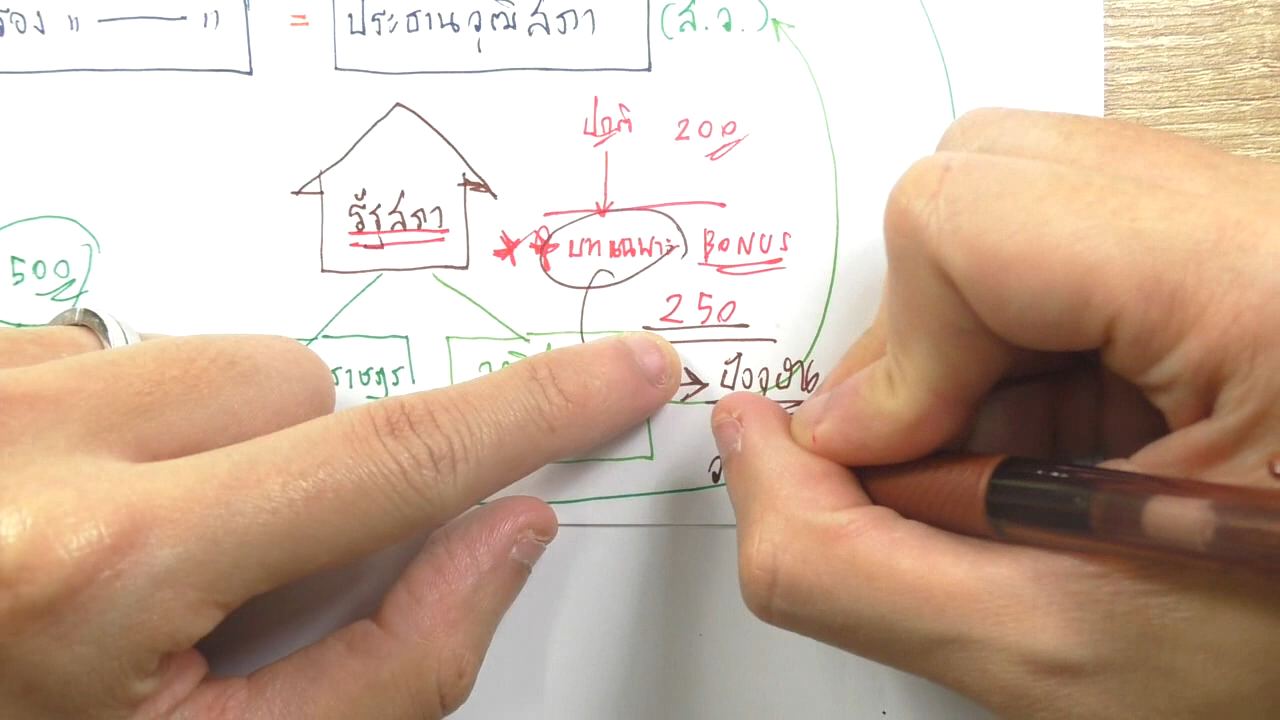 รอง " —— " = ประธานวุฒิสภา (ส.ว.)
ปกติ 200
รัฐสภา
บทเฉพาะ BONUS
500
250
ราษฎร
→ ปัจจุบัน